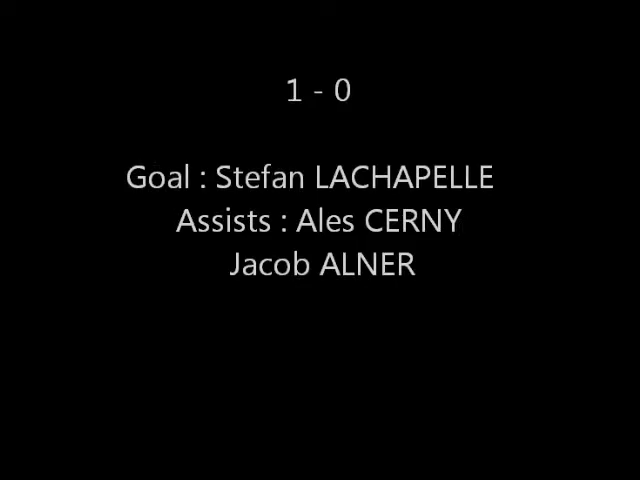 1 - 0
Goal : Stefan LACHAPELLE
Assists : Ales CERNY
Jacob ALNER